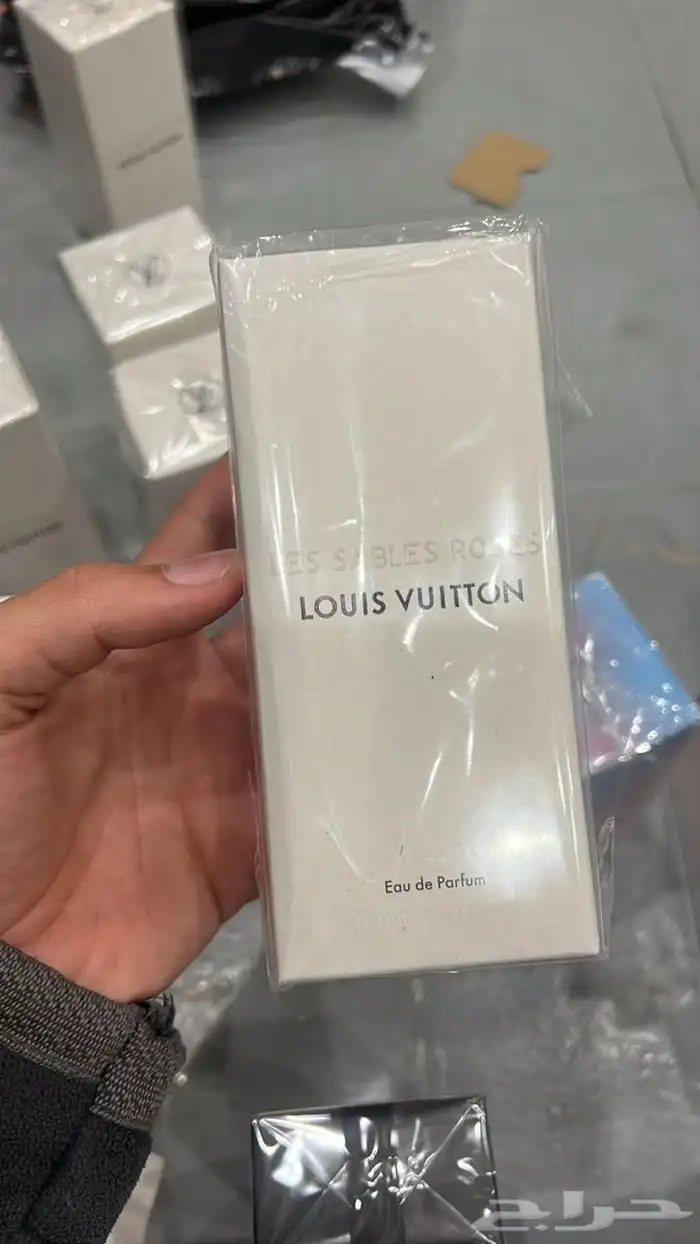 LES SABLES ROSES
LOUIS VUITTON
Eau de Parfum
حراج